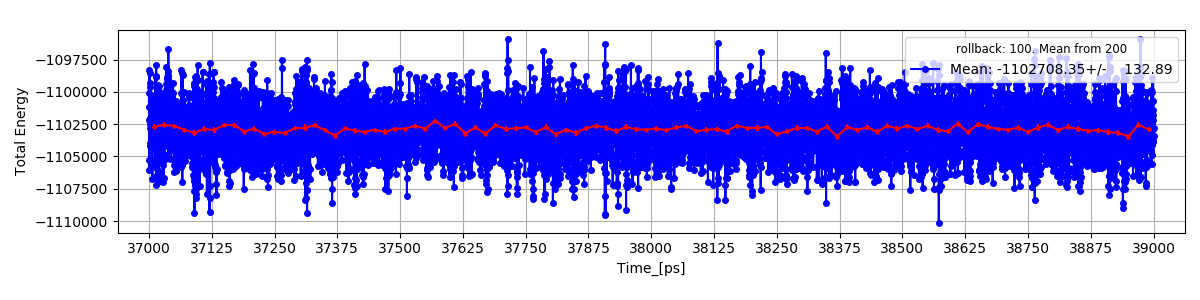 rollback: 100, Mean from 200
Mean: -1102708.35+/- 132.89
Total Energy
-1097500
-1100000
-1102500
-1105000
-1107500
-1110000
37000 37125 37250 37375 37500 37625 37750 37875 38000 38125 38250 38375 38500 38625 38750 38875 39000
Time_[ps]